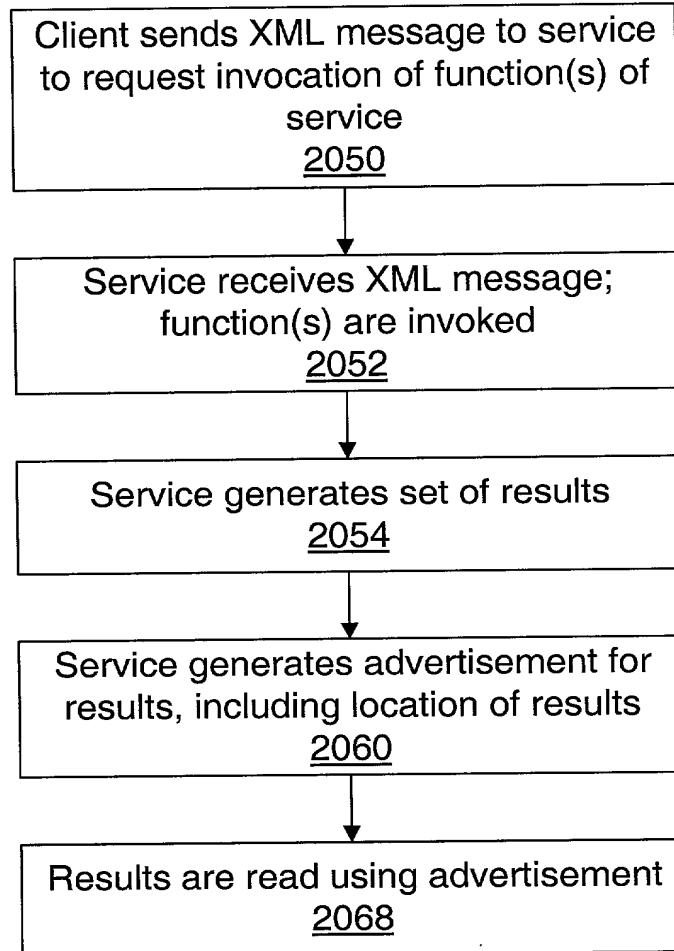 Client sends XML message to service
to request invocation of function(s) of
service
2050
Service receives XML message;
function(s) are invoked
2052
Service generates set of results
2054
Service generates advertisement for
results, including location of results
2060
Results are read using advertisement
2068